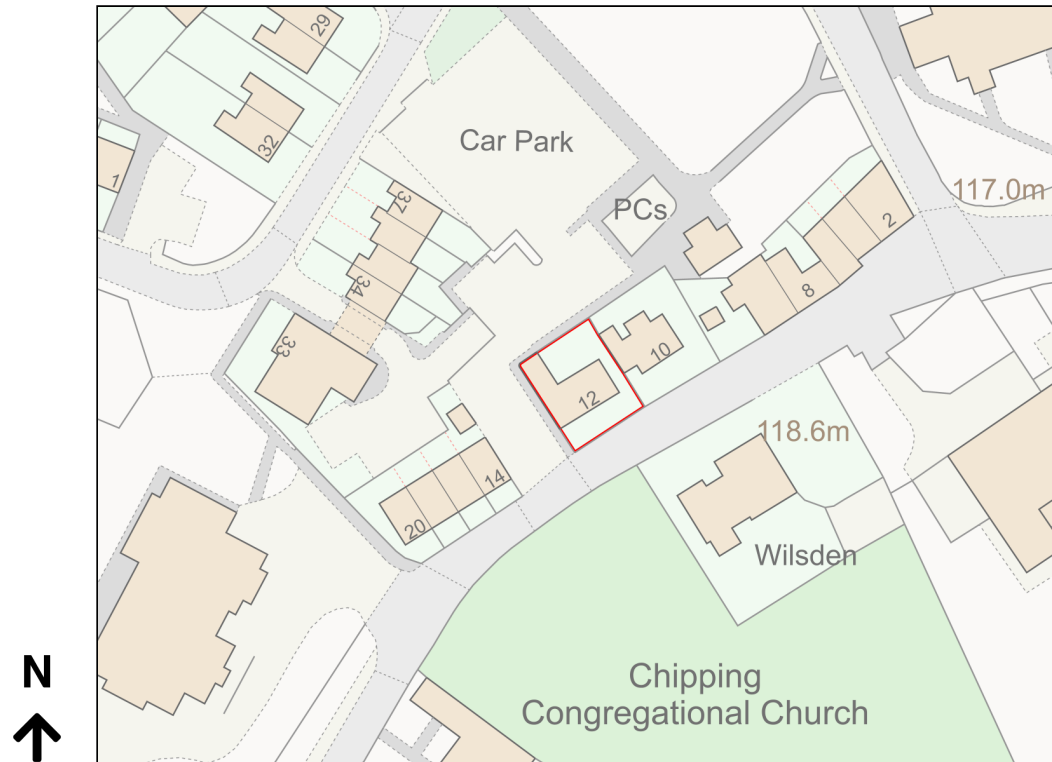 29
32
Car Park
1
37
PCs
117.0m
2
34
8
33
10
12
118.6m
14
20
Wilsden
Chipping
Congregational Church
N